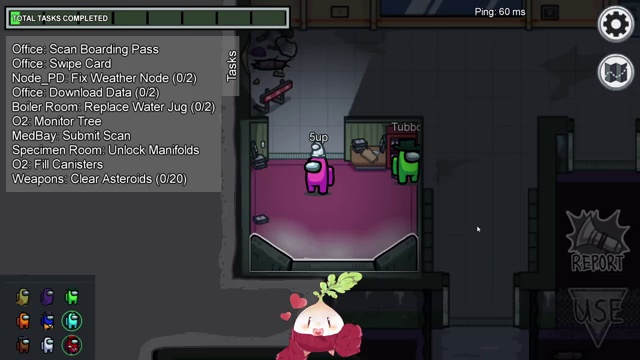 TOTAL TASKS COMPLETED
Ping: 60 ms
Office: Scan Boarding Pass
Office: Swipe Card
Node_PD: Fix Weather Node (0/2)
Office: Download Data (0/2)
Boiler Room: Replace Water Jug (0/2)
O2: Monitor Tree
MedBay: Submit Scan
Specimen Room: Unlock Manifolds
O2: Fill Canisters
Weapons: Clear Asteroids (0/20)
Tasks
5up
Tubbo
REPORT
USE